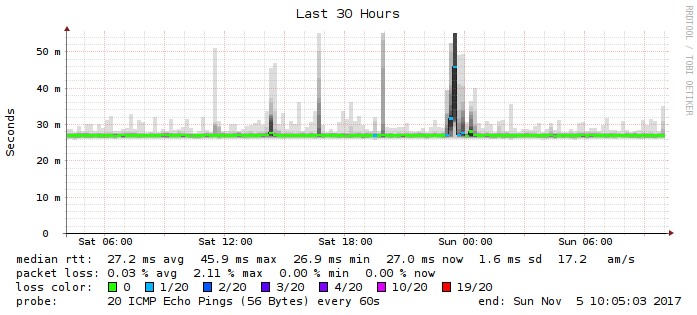 Last 30 Hours
RRDTOOL / TOBI OETIKER
Seconds
50 m
40 m
30 m
20 m
10 m
0
Sat 06:00 Sat 12:00 Sat 18:00 Sun 00:00 Sun 06:00
median rtt: 27.2 ms avg 45.9 ms max 26.9 ms min 27.0 ms now 1.6 ms sd 17.2 am/s
packet loss: 0.03 % avg 2.11 % max 0.00 % min 0.00 % now
loss color: 0 1/20 2/20 3/20 4/20 10/20 19/20
probe: 20 ICMP Echo Pings (56 Bytes) every 60s end: Sun Nov 5 10:05:03 2017